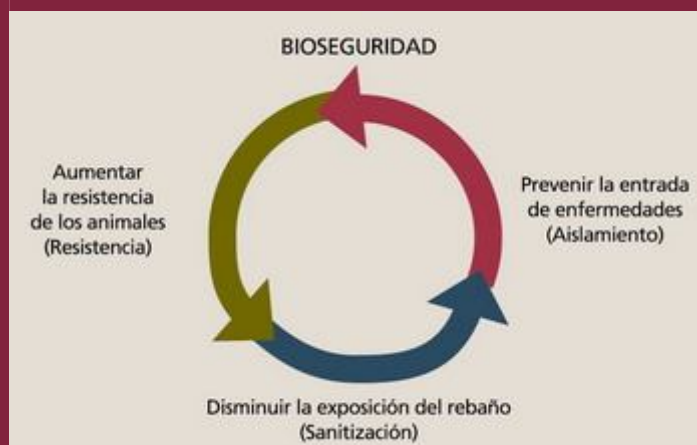 BIOSEGURIDAD
Aumentar
la resistencia
de los animales
(Resistencia)
Prevenir la entrada
de enfermedades
(Aislamiento)
Disminuir la exposición del rebaño
(Sanitización)